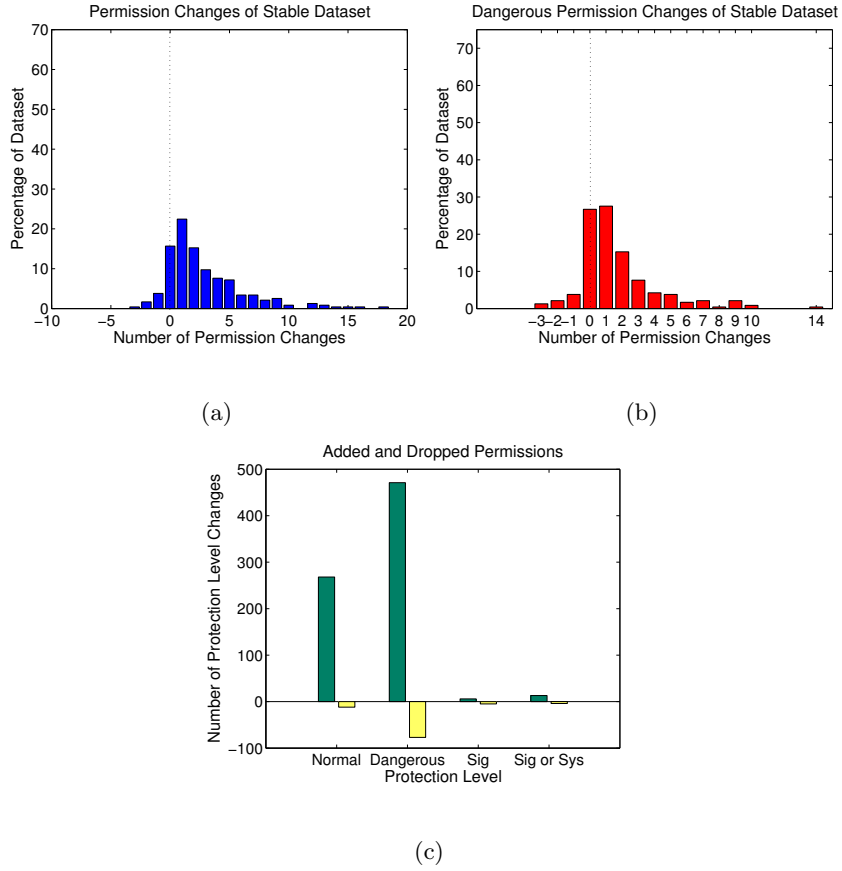 Permission Changes of Stable Dataset
70
60
50
40
30
20
10
0
Percentage of Dataset
−10 −5 0 5 10 15 20
Number of Permission Changes
(a)
Dangerous Permission Changes of Stable Dataset
70
60
50
40
30
20
10
0
Percentage of Dataset
−3−2−1 0 1 2 3 4 5 6 7 8 9 10 14
Number of Permission Changes
(b)
Added and Dropped Permissions
500
400
300
200
100
0
−100
Number of Protection Level Changes
Normal Dangerous Sig Sig or Sys
Protection Level
(c)